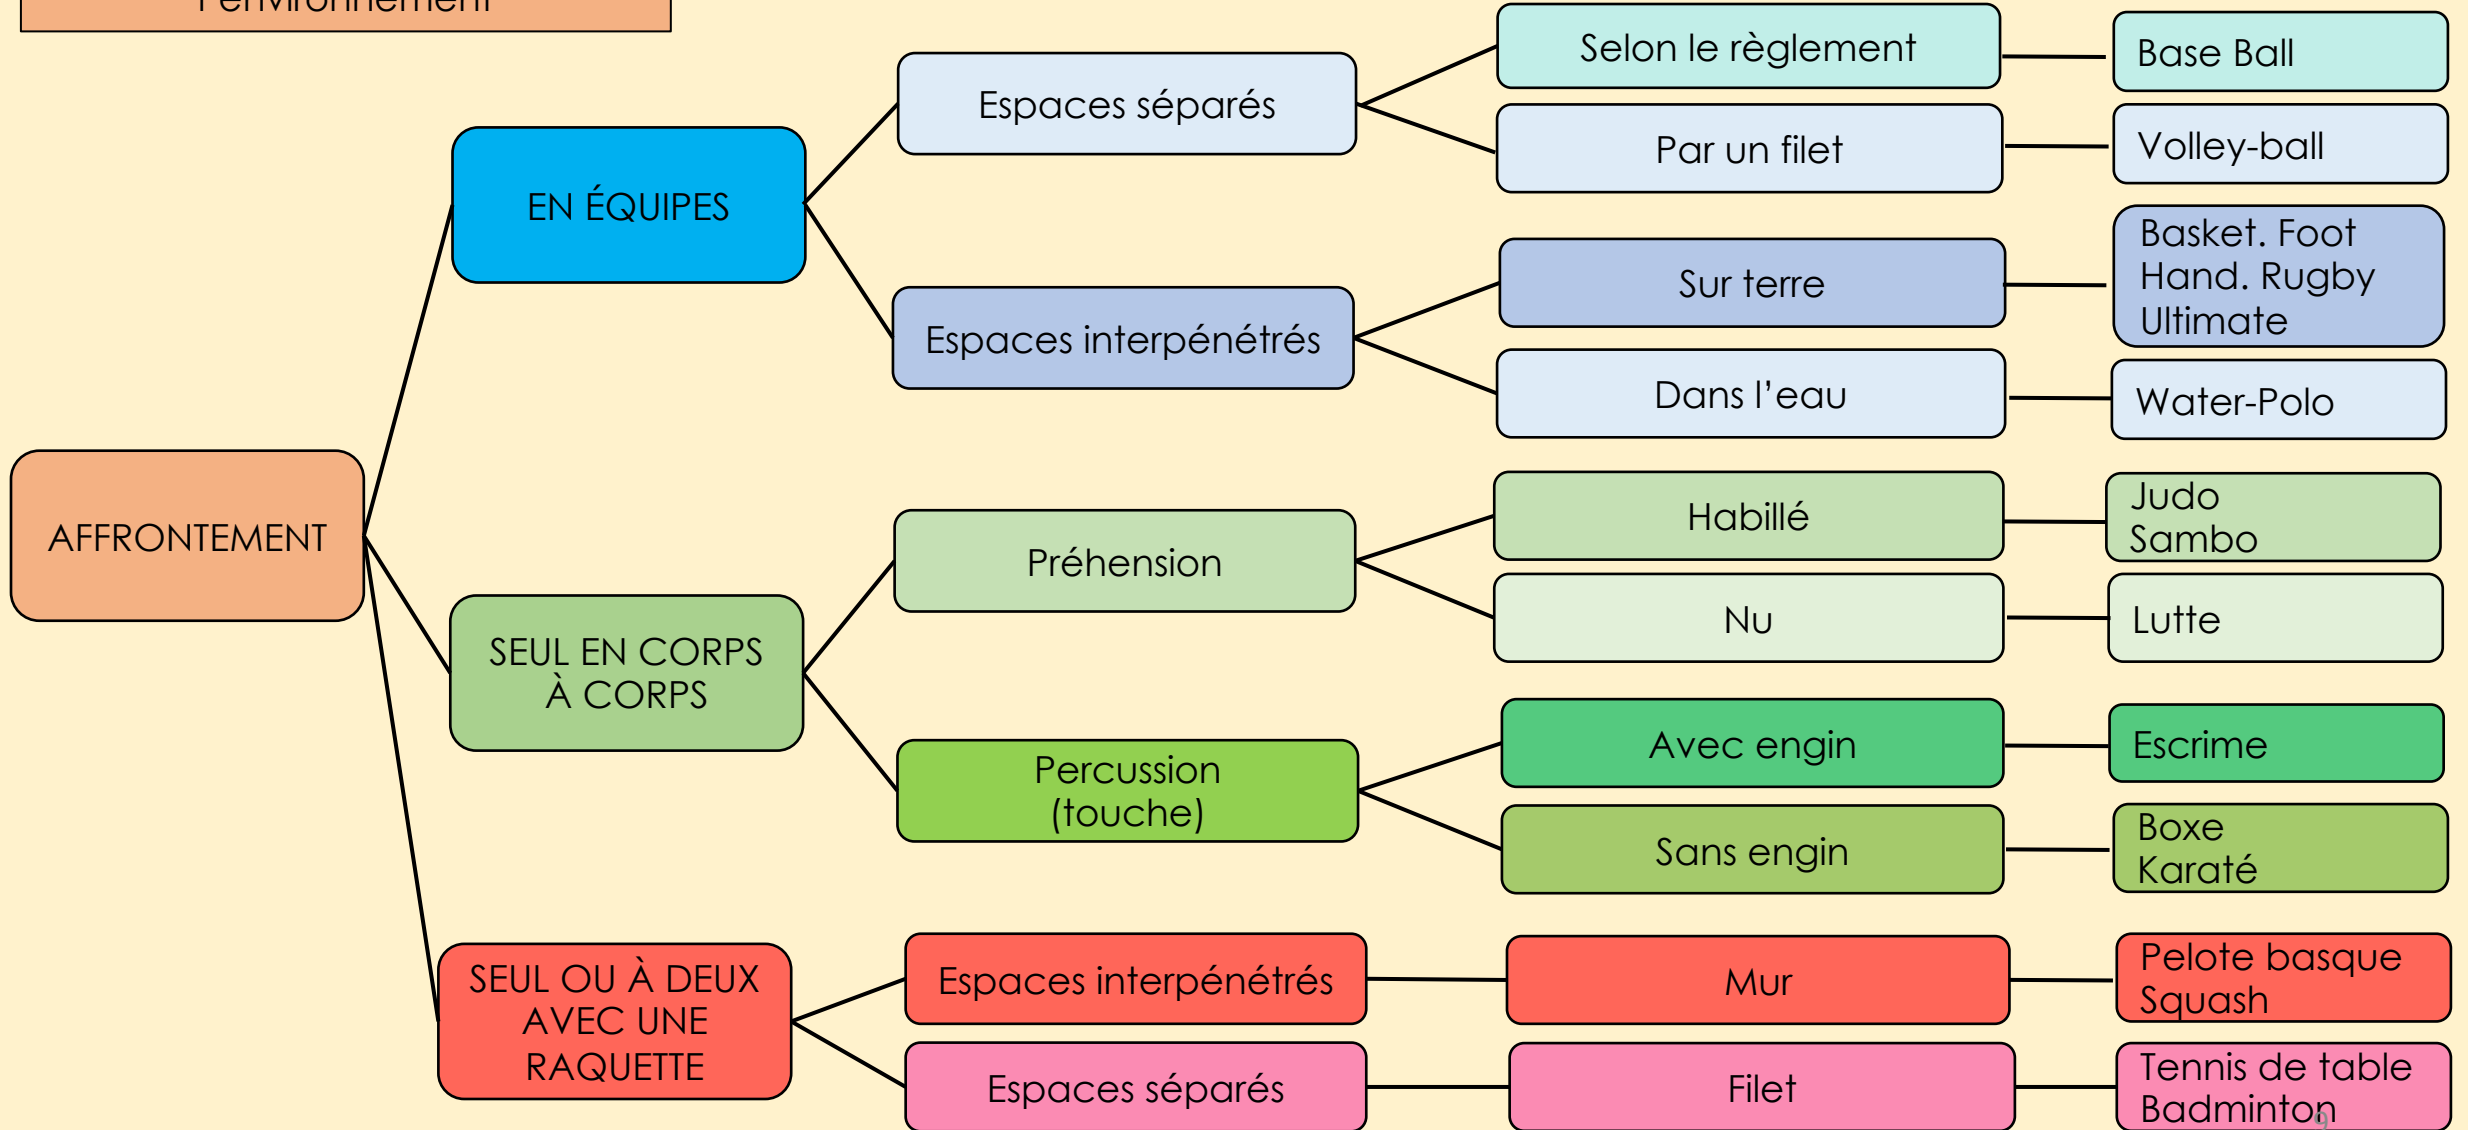 l'environnement
AFFRONTEMENT
EN ÉQUIPES
Espaces séparés
Selon le règlement
Base Ball
Par un filet
Volley-ball
Espaces interpénétrés
Sur terre
Basket. Foot
Hand. Rugby
Ultimate
Dans l'eau
Water-Polo
SEUL EN CORPS
À CORPS
Préhension
Habillé
Judo
Sambo
Nu
Lutte
Percussion
(touche)
Avec engin
Escrime
Sans engin
Boxe
Karaté
SEUL OU À DEUX
AVEC UNE
RAQUETTE
Espaces interpénétrés
Mur
Pelote basque
Squash
Espaces séparés
Filet
Tennis de table
Badminton
9